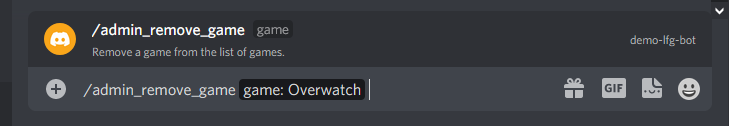 /admin_remove_game game
Remove a game from the list of games.
demo-lfg-bot
/admin_remove_game game: Overwatch
GIF